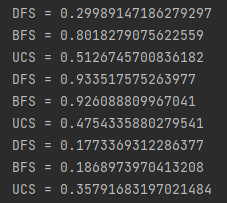 DFS = 0.29989147186279297
BFS = 0.8018279075622559
UCS = 0.5126745700836182
DFS = 0.933517575263977
BFS = 0.926088809967041
UCS = 0.4754335880279541
DFS = 0.1773369312286377
BFS = 0.1868973970413208
UCS = 0.35791683197021484